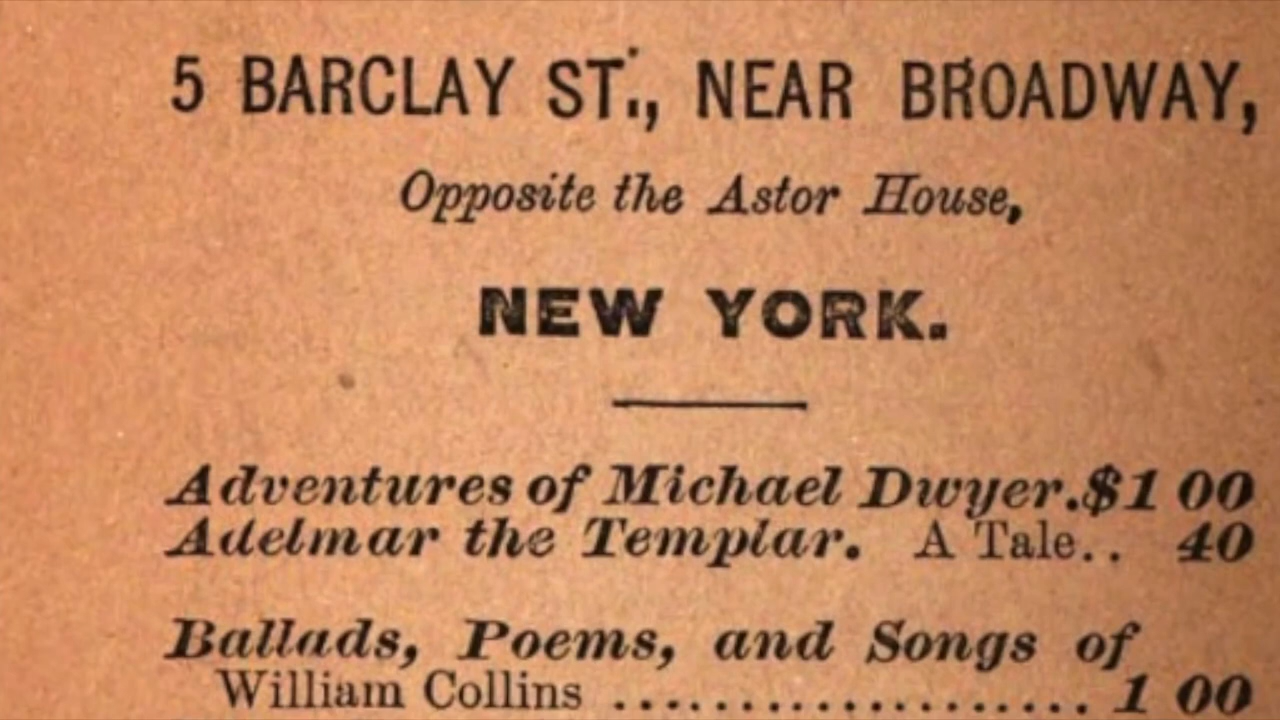 5 BARCLAY ST., NEAR BROADWAY,
Opposite the Astor House,
NEW YORK.
Adventures of Michael Dwyer.$1 00
Adelmar the Templar. A Tale.. 40
Ballads, Poems, and Songs of
William Collins ................... 1 00